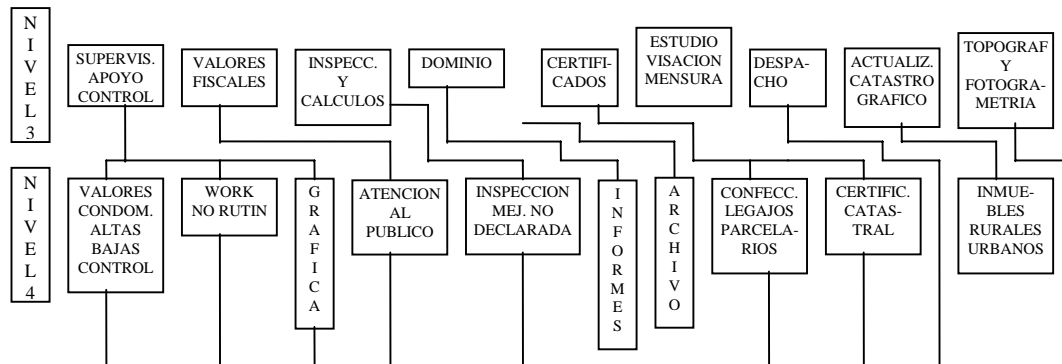 N
I
V
E
L
3
SUPERVIS.
APOYO
CONTROL
VALORES
FISCALES
INSPECC.
Y
CALCULOS
DOMINIO
CERTIFI-
CADOS
ESTUDIO
VISACION
MENSURA
DESPA-
CHO
ACTUALIZ.
CATASTRO
GRAFICO
TOPOGRAF
Y
FOTOGRA-
METRIA
N
I
V
E
L
4
VALORES
CONDOM.
ALTAS
BAJAS
CONTROL
WORK
NO RUTIN
G
R
A
F
I
C
A
ATENCION
AL
PUBLICO
INSPECCION
MEJ. NO
DECLARADA
I
N
F
O
R
M
E
S
A
R
C
H
I
V
O
CONFECC.
LEGAJOS
PARCELA-
RIOS
CERTIFIC.
CATAS-
TRAL
INMUE-
BLES
RURALES
URBANOS